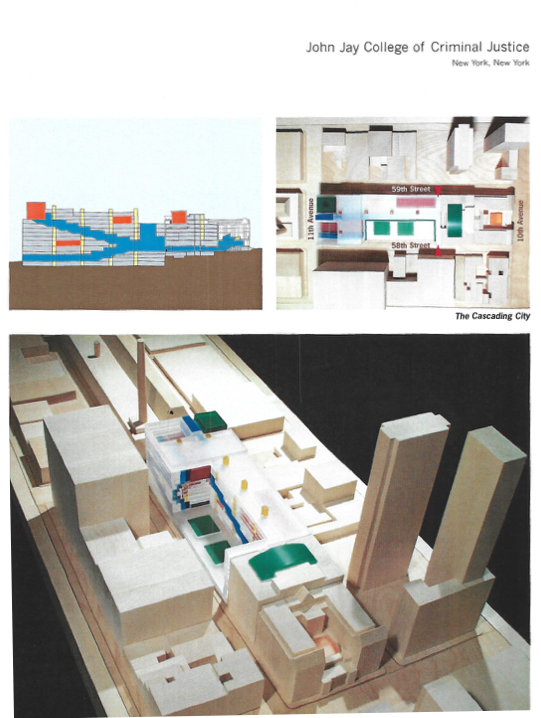 John Jay College of Criminal Justice
New York, New York
59th Street
11th Avenue
10th Avenue
58th Street
The Cascading City